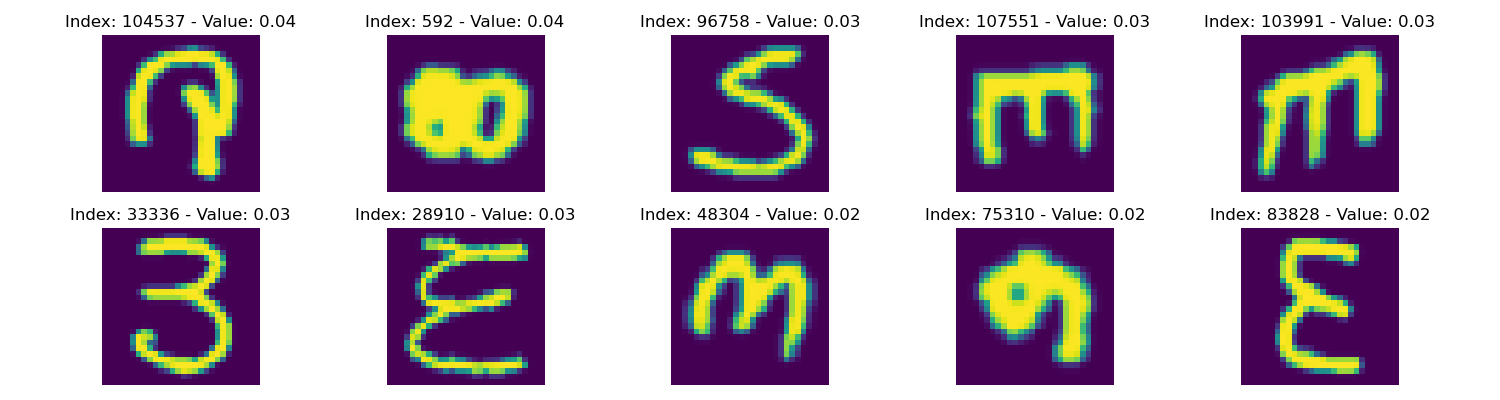 Index: 104537 - Value: 0.04 Index: 592 - Value: 0.04 Index: 96758 - Value: 0.03 Index: 107551 - Value: 0.03 Index: 103991 - Value: 0.03
S m m
Index: 33336 - Value: 0.03 Index: 28910 - Value: 0.03 Index: 48304 - Value: 0.02 Index: 75310 - Value: 0.02 Index: 83828 - Value: 0.02
3 E m 9 E